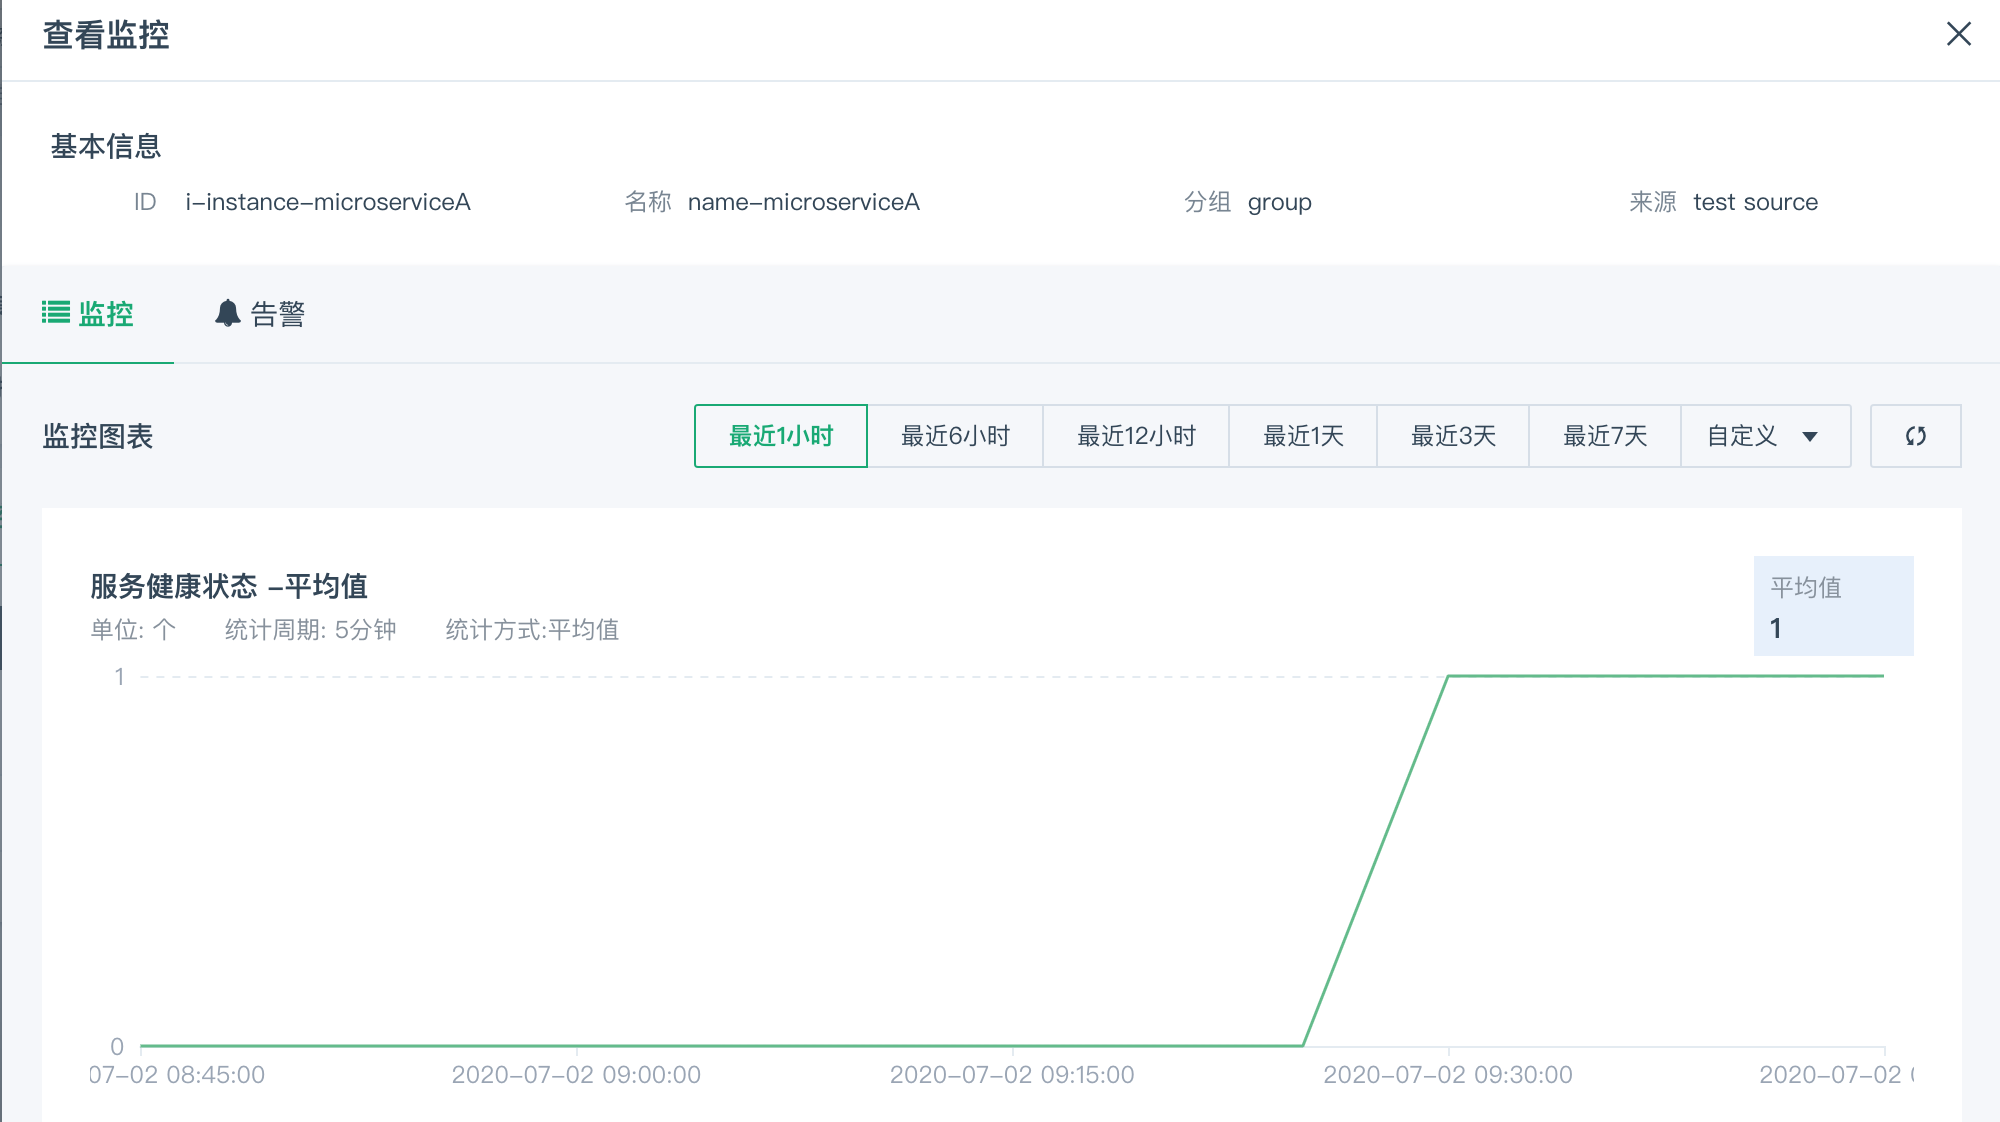 查看监控
基本信息
ID i-instance-microserviceA 名称 name-microserviceA 分组 group 来源 test source
监控 告警
监控图表 最近1小时 最近6小时 最近12小时 最近1天 最近3天 最近7天 自定义
服务健康状态 -平均值
单位: 个 统计周期: 5分钟 统计方式:平均值
平均值
1
1
0
07-02 08:45:00 2020-07-02 09:00:00 2020-07-02 09:15:00 2020-07-02 09:30:00 2020-07-02